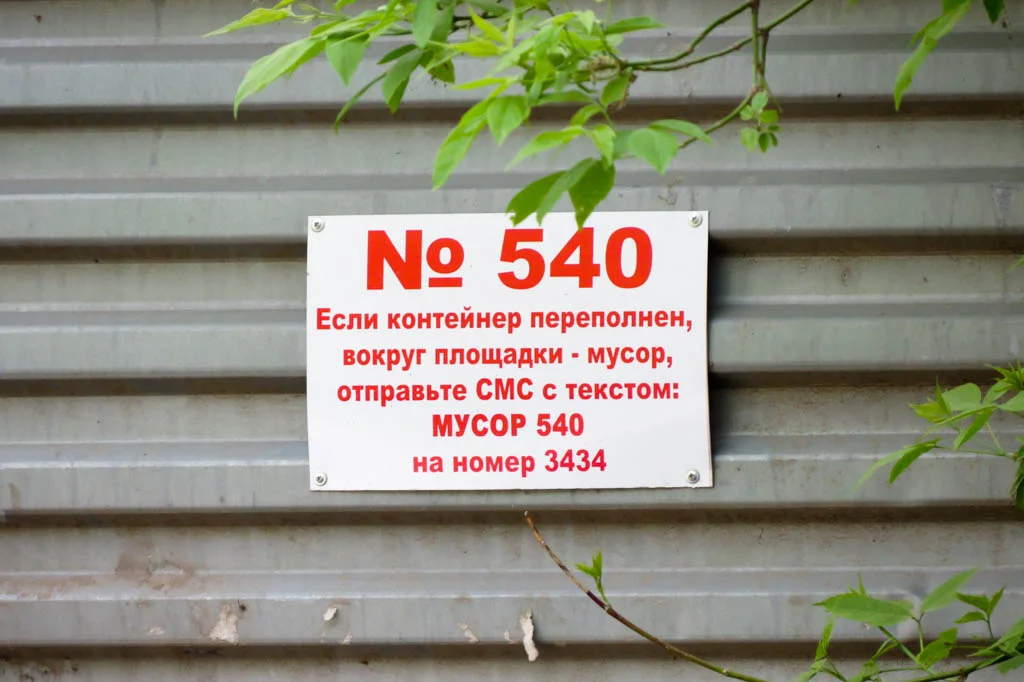 № 540
Если контейнер переполнен,
вокруг площадки - мусор,
отправьте СМС с текстом:
МУСОР 540
на номер 3434